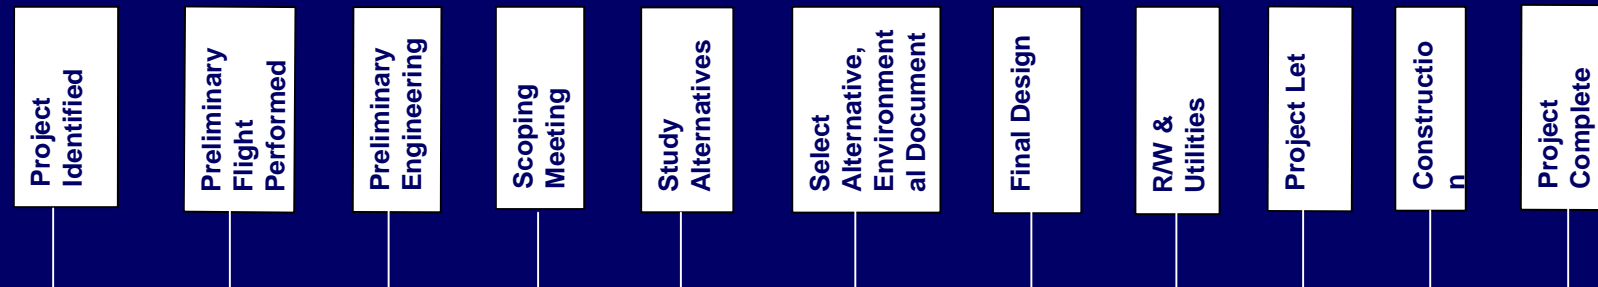 Project
Identified
Preliminary
Flight
Performed
Preliminary
Engineering
Scoping
Meeting
Study
Alternatives
Select
Alternative,
Environment
al Document
Final Design
R/W &
Utilities
Project Let
Constructio
n
Project
Complete